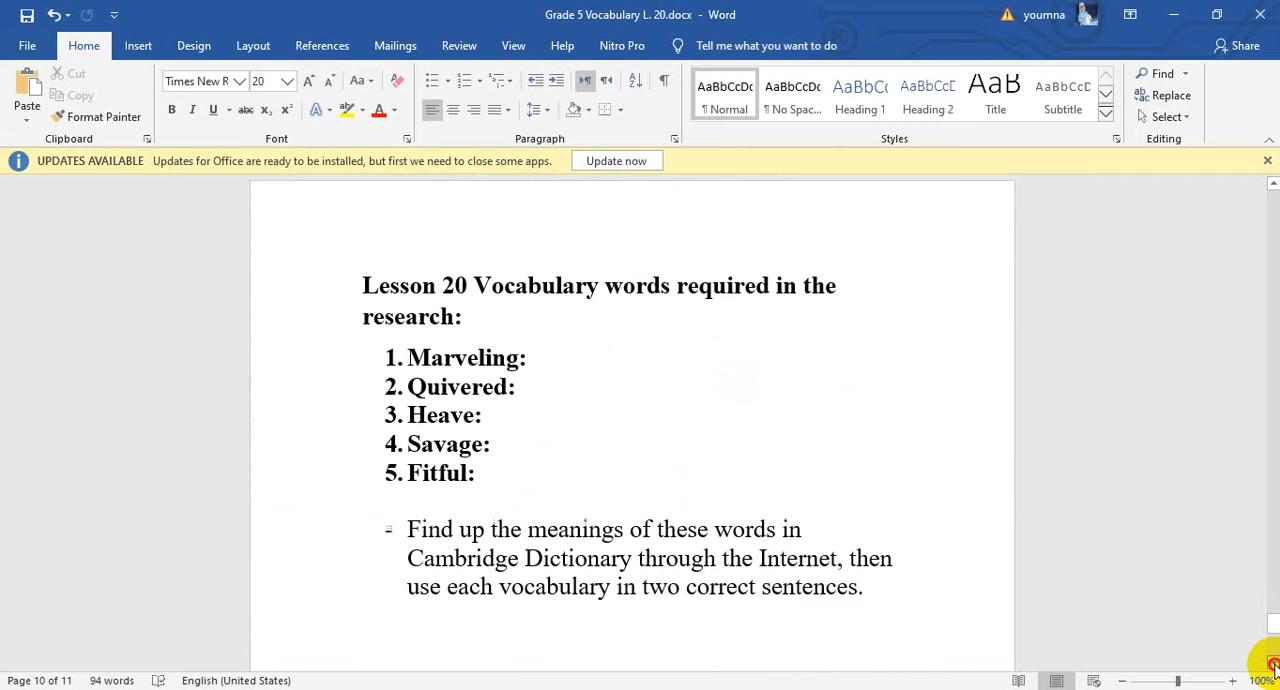 Grade 5 Vocabulary L. 20.docx - Word
youmna
File Home Insert Design Layout References Mailings Review View Help Nitro Pro Tell me what you want to do Share
Paste
Cut
Copy
Format Painter
Clipboard
Times New R 20
Aa
B I U abc x₂ x²
A A
Font
Paragraph
AaBbCcDc AaBbCcDc AaBbC AaBbCcD AaB AaBbCcD
¶ Normal ¶ No Spac... Heading 1 Heading 2 Title Subtitle
Styles
Find
Replace
Select
Editing
UPDATES AVAILABLE Updates for Office are ready to be installed, but first we need to close some apps. Update now
Lesson 20 Vocabulary words required in the
research:
1. Marveling:
2. Quivered:
3. Heave:
4. Savage:
5. Fitful:
- Find up the meanings of these words in
Cambridge Dictionary through the Internet, then
use each vocabulary in two correct sentences.
Page 10 of 11 94 words English (United States) 100%